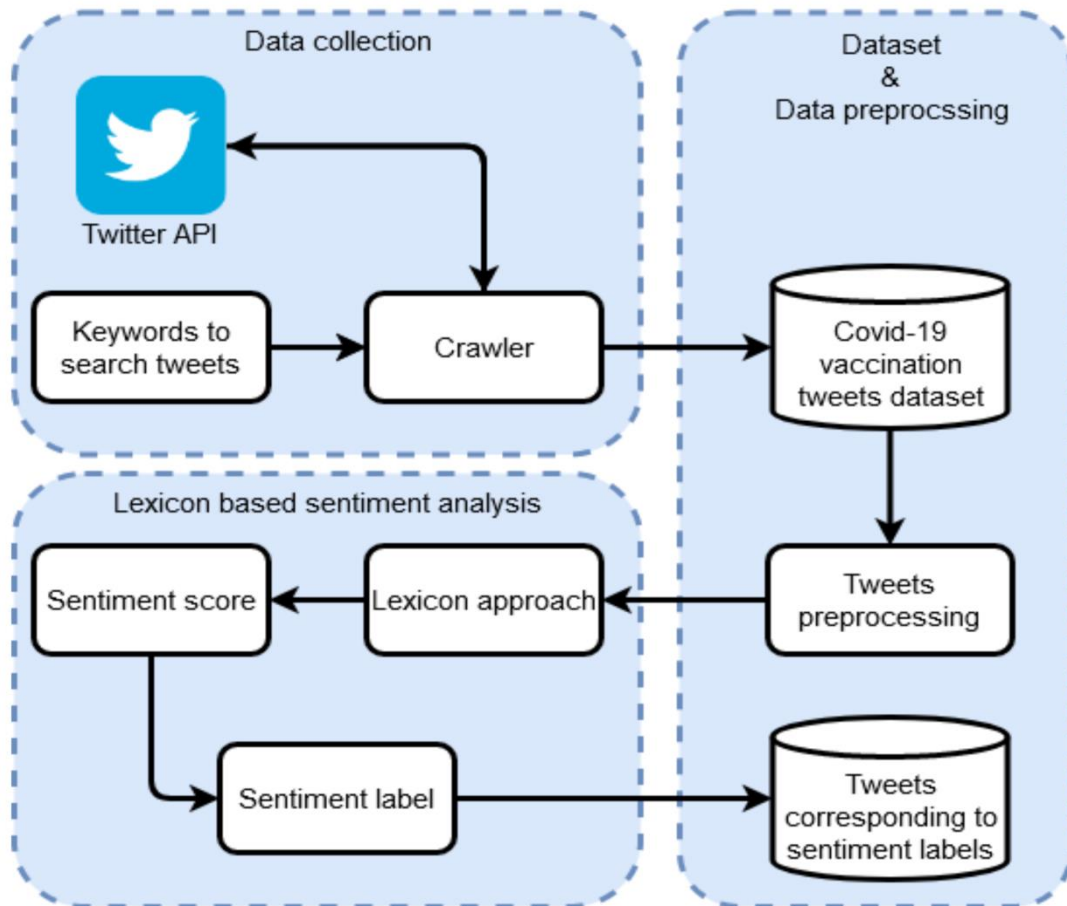 Data collection
Twitter API
Keywords to
search tweets
Crawler
Dataset
&
Data preprocssing
Covid-19
vaccination
tweets dataset
Tweets
preprocessing
Lexicon based sentiment analysis
Lexicon approach
Sentiment score
Sentiment label
Tweets
corresponding to
sentiment labels